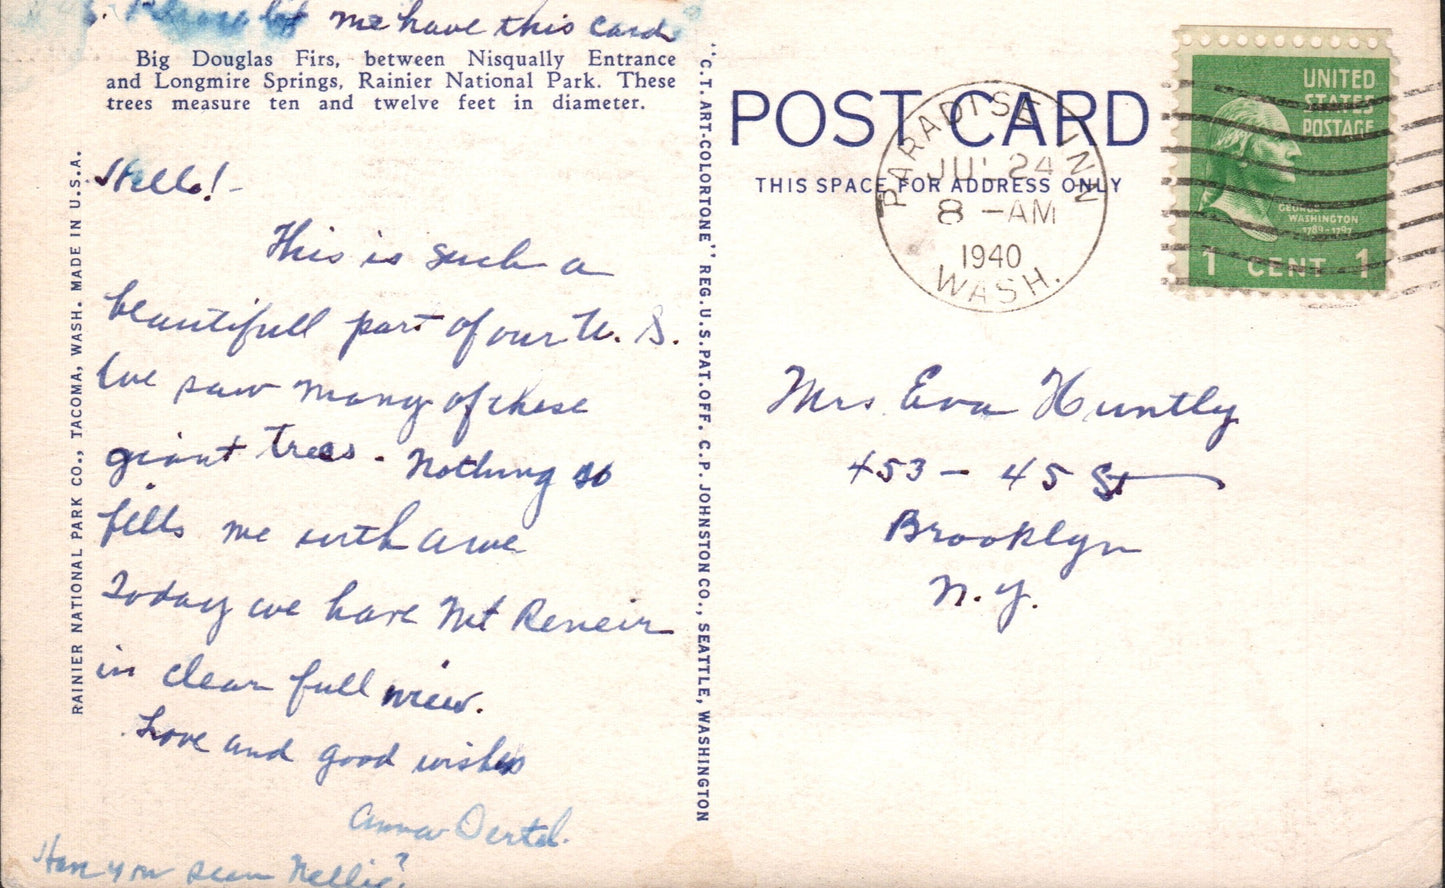 Please let me have this card
Big Douglas Firs, between Nisqually Entrance
and Longmire Springs, Rainier National Park. These
trees measure ten and twelve feet in diameter.
Hello! -
This is such a
beautifull part of our U. S.
We saw many of these
giant trees. Nothing so
fills me with awe
Today we have Mt Reneir
in clear full view.
Love and good wishes
Anna Oertel.
Have you seen Nellie?
RAINIER NATIONAL PARK CO., TACOMA, WASH. MADE IN U.S.A.
"C.T. ART-COLORTONE" REG. U.S. PAT. OFF. C.P. JOHNSTON CO., SEATTLE, WASHINGTON
POST CARD
THIS SPACE FOR ADDRESS ONLY
PARADISE INN
JUL 24
8 - AM
1940
WASH.
UNITED
STATES
POSTAGE
GEORGE
WASHINGTON
1789-1797
1 CENT 1
Mrs. Eva Huntly
453 - 45 St
Brooklyn
N. Y.